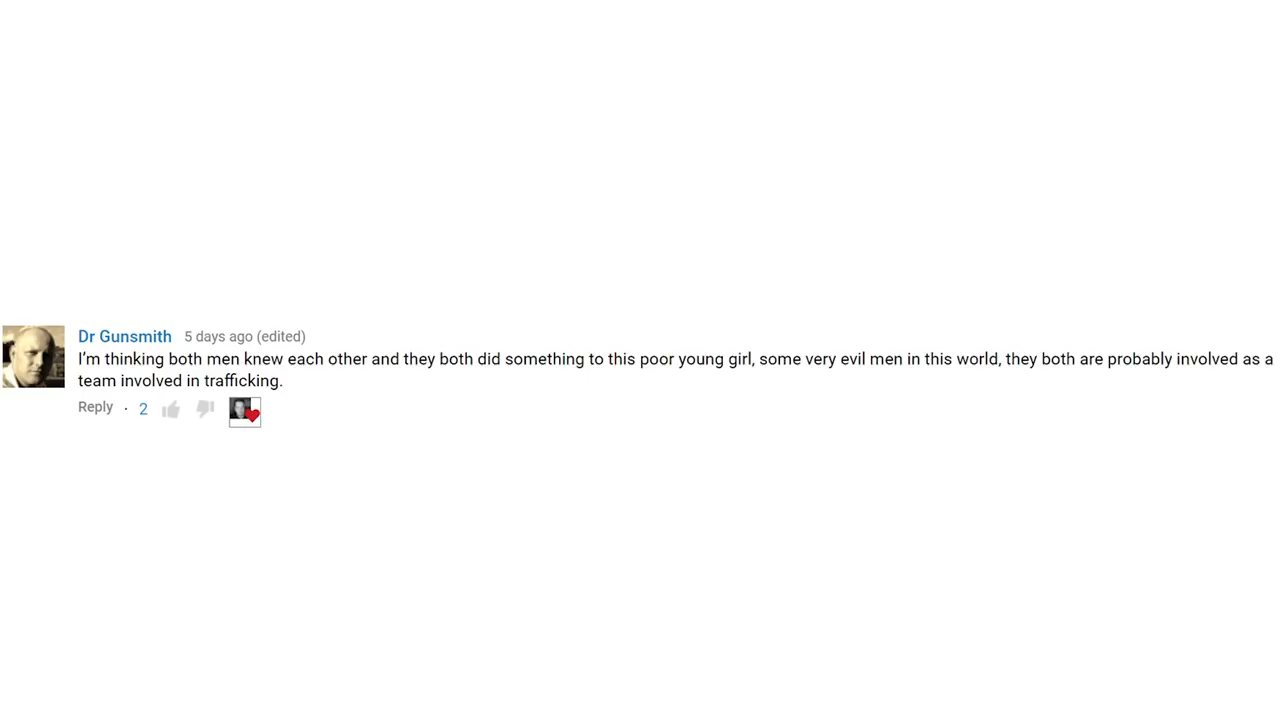 Dr Gunsmith 5 days ago (edited)
I'm thinking both men knew each other and they both did something to this poor young girl, some very evil men in this world, they both are probably involved as a
team involved in trafficking.
Reply · 2